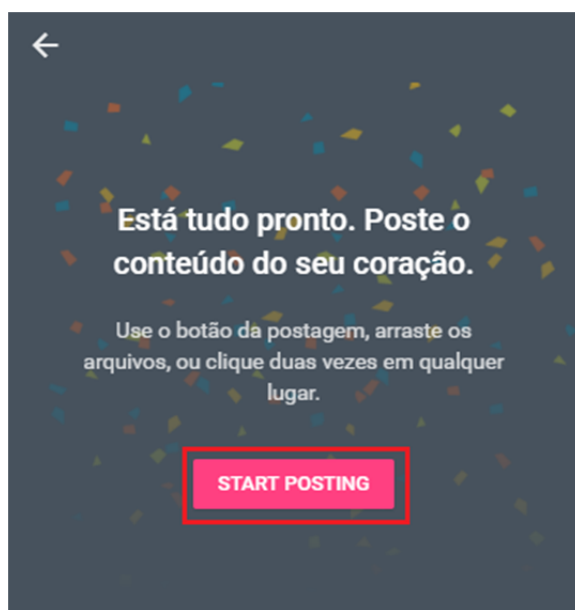 Está tudo pronto. Poste o
conteúdo do seu coração.
Use o botão da postagem, arraste os
arquivos, ou clique duas vezes em qualquer
lugar.
START POSTING